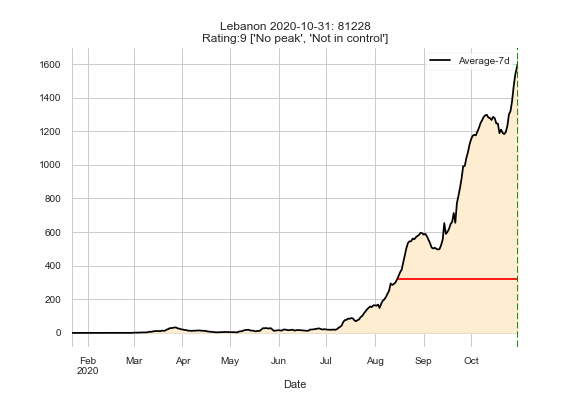 Lebanon 2020-10-31: 81228
Rating:9 ['No peak', 'Not in control']
Average-7d
1600
1400
1200
1000
800
600
400
200
0
Feb Mar Apr May Jun Jul Aug Sep Oct
2020
Date